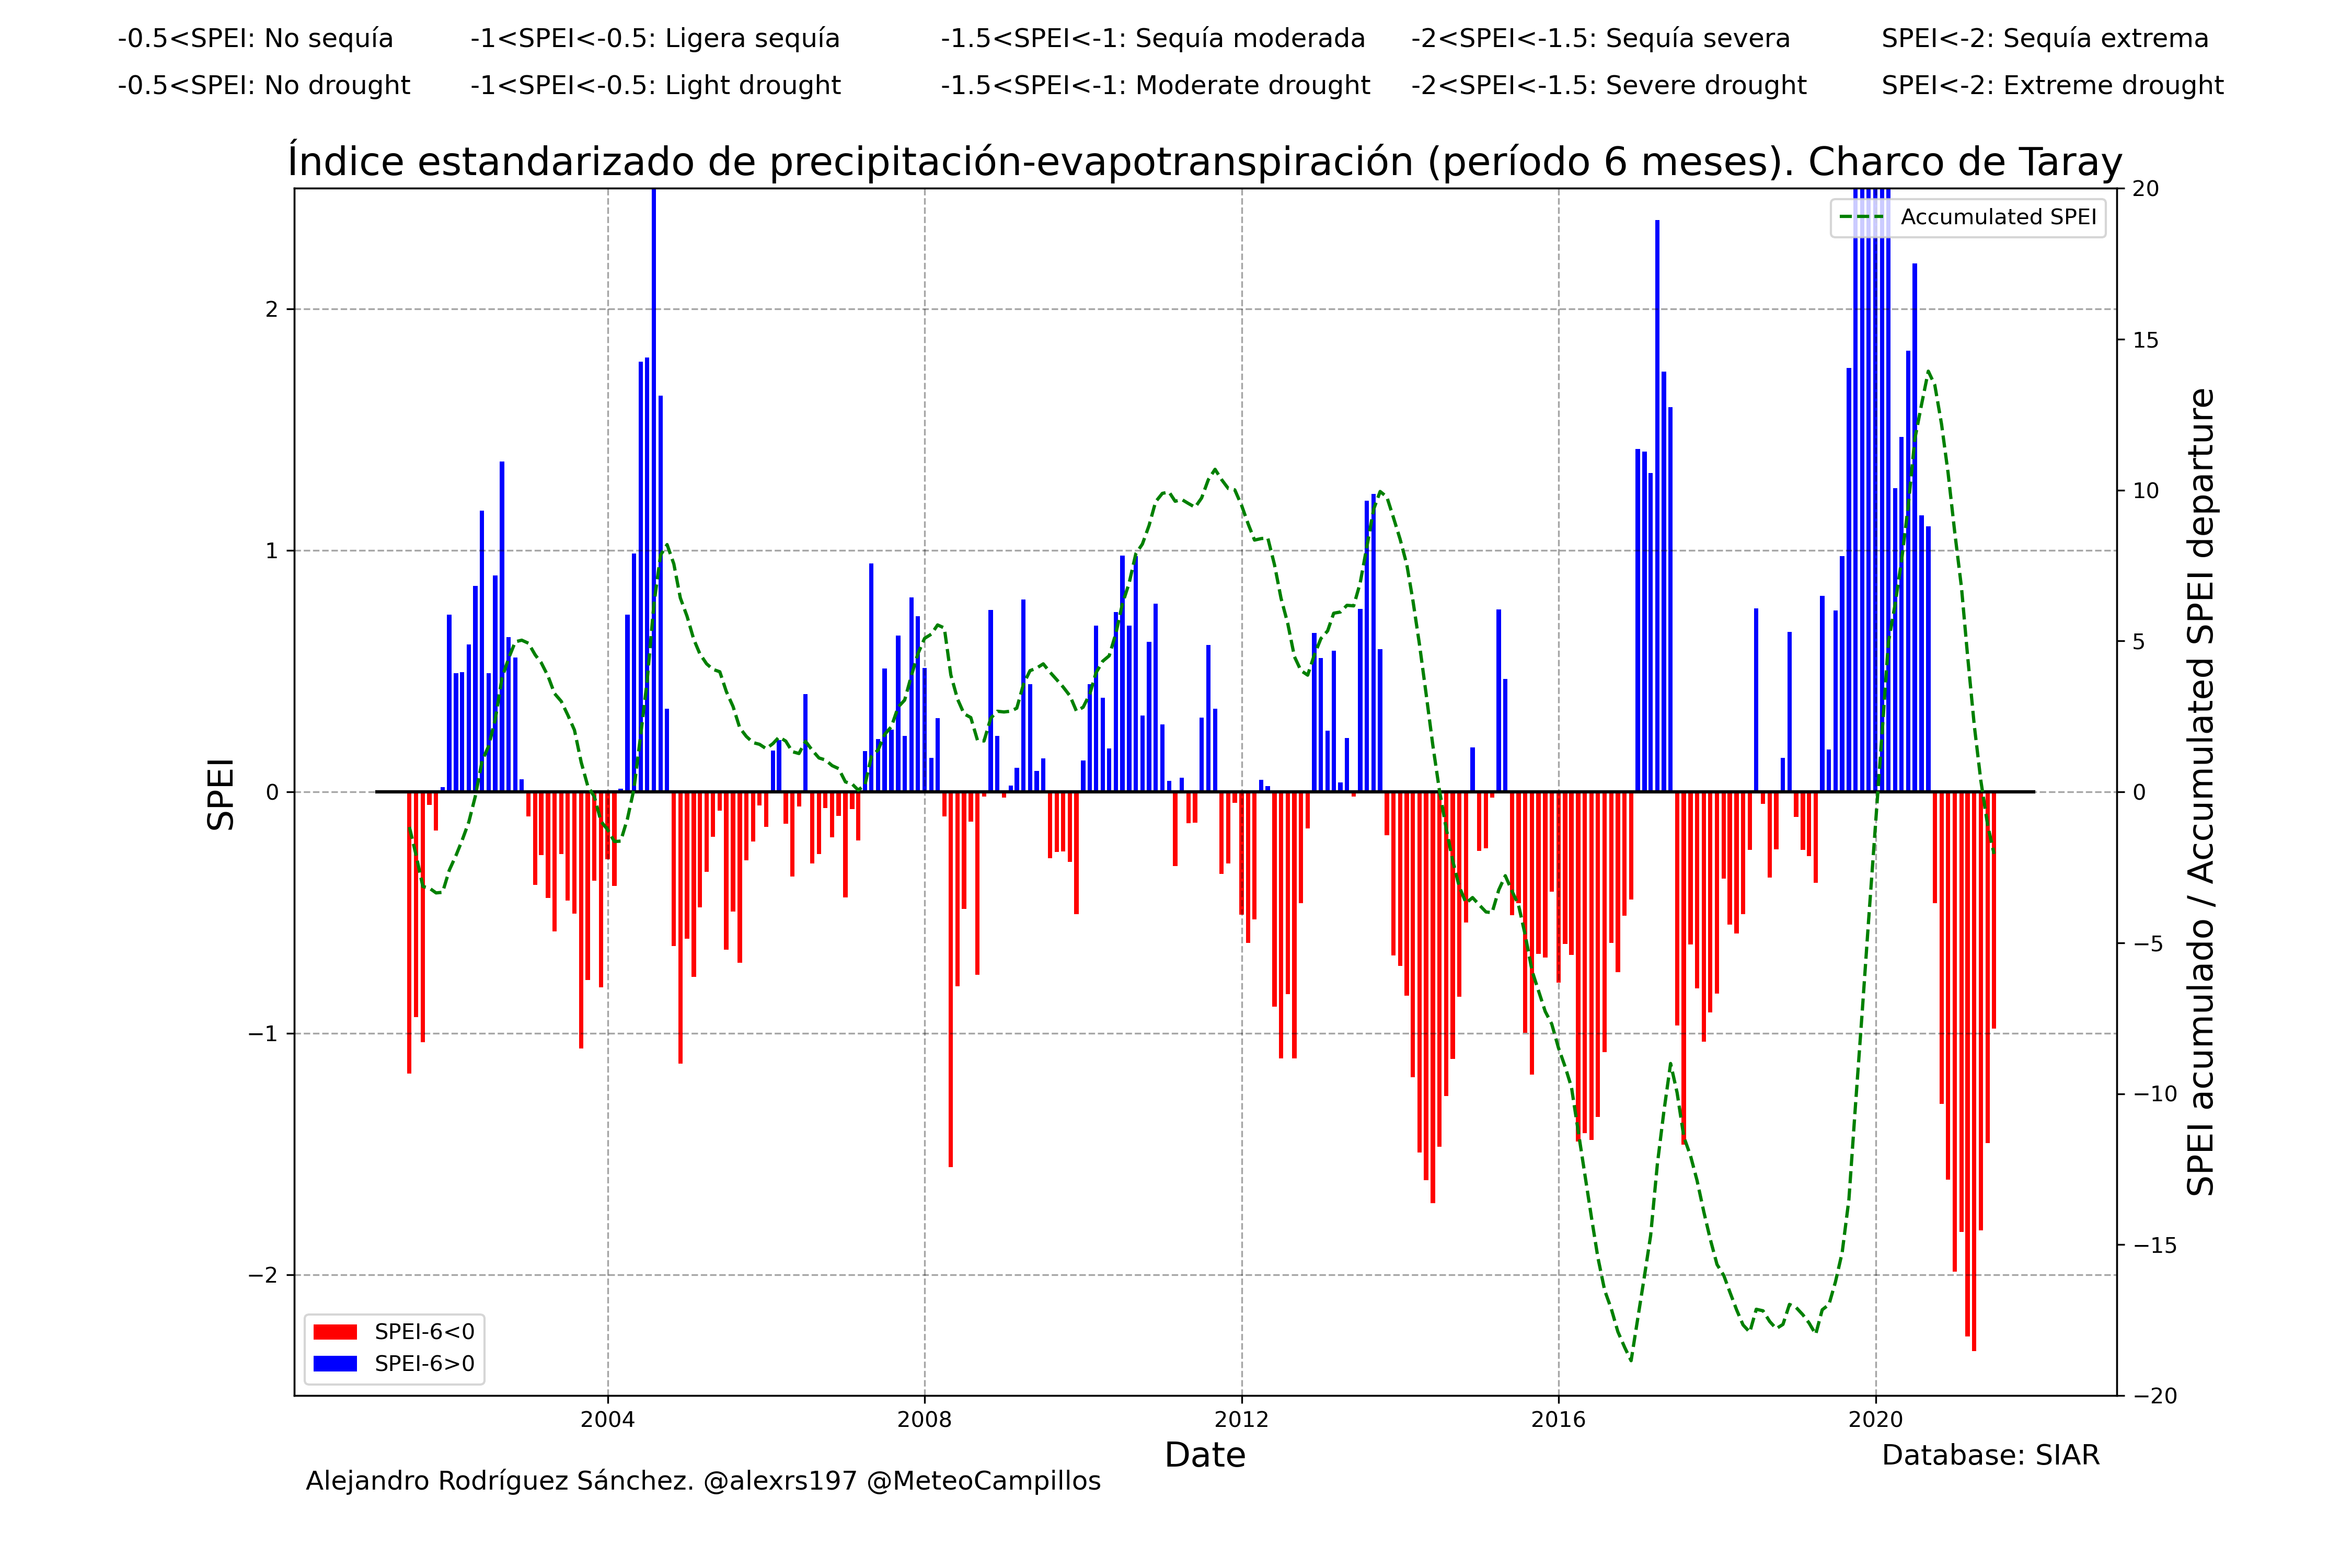 -0.5<SPEI: No sequía -1<SPEI<-0.5: Ligera sequía -1.5<SPEI<-1: Sequía moderada -2<SPEI<-1.5: Sequía severa SPEI<-2: Sequía extrema
-0.5<SPEI: No drought -1<SPEI<-0.5: Light drought -1.5<SPEI<-1: Moderate drought -2<SPEI<-1.5: Severe drought SPEI<-2: Extreme drought
Índice estandarizado de precipitación-evapotranspiración (período 6 meses). Charco de Taray
Accumulated SPEI
SPEI
2
1
0
−1
−2
20
15
10
5
0
−5
−10
−15
−20
SPEI acumulado / Accumulated SPEI departure
SPEI-6<0
SPEI-6>0
2004 2008 2012 2016 2020
Date
Database: SIAR
Alejandro Rodríguez Sánchez. @alexrs197 @MeteoCampillos